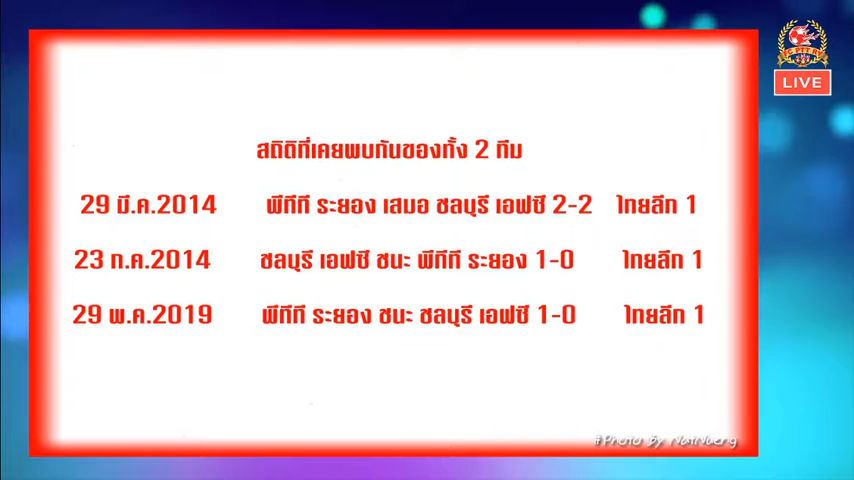 FC PTT RY
LIVE
สถิติที่เคยพบกันของทั้ง 2 ทีม
29 มี.ค.2014 พีทีที ระยอง เสมอ ชลบุรี เอฟซี 2-2 ไทยลีก 1
23 ก.ค.2014 ชลบุรี เอฟซี ชนะ พีทีที ระยอง 1-0 ไทยลีก 1
29 พ.ค.2019 พีทีที ระยอง ชนะ ชลบุรี เอฟซี 1-0 ไทยลีก 1
#Photo By NatNueng